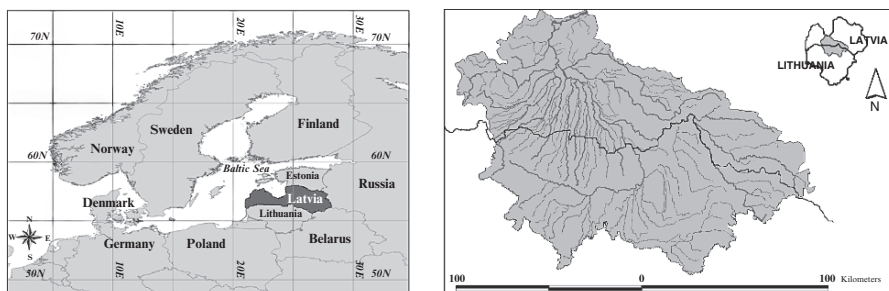 10E
20E
30E
70N
70N
Sweden
Finland
Norway
60N
60N
Baltic Sea
Estonia
Russia
Latvia
Denmark
Lithuania
N
W
E
S
Germany
Poland
Belarus
50N
10E
20E
30E
50N
LATVIA
LITHUANIA
N
100
0
100
Kilometers